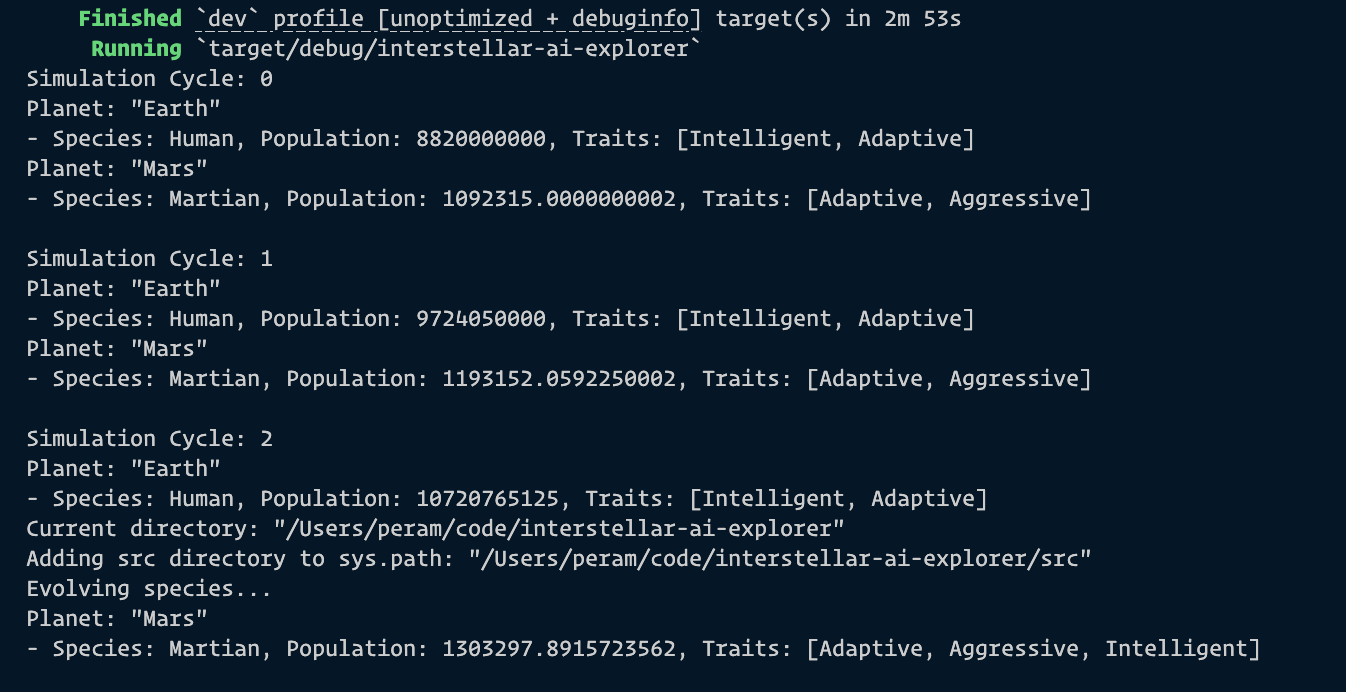 Finished `dev` profile [unoptimized + debuginfo] target(s) in 2m 53s
Running `target/debug/interstellar-ai-explorer`
Simulation Cycle: 0
Planet: "Earth"
- Species: Human, Population: 8820000000, Traits: [Intelligent, Adaptive]
Planet: "Mars"
- Species: Martian, Population: 1092315.0000000002, Traits: [Adaptive, Aggressive]
Simulation Cycle: 1
Planet: "Earth"
- Species: Human, Population: 9724050000, Traits: [Intelligent, Adaptive]
Planet: "Mars"
- Species: Martian, Population: 1193152.0592250002, Traits: [Adaptive, Aggressive]
Simulation Cycle: 2
Planet: "Earth"
- Species: Human, Population: 10720765125, Traits: [Intelligent, Adaptive]
Current directory: "/Users/peram/code/interstellar-ai-explorer"
Adding src directory to sys.path: "/Users/peram/code/interstellar-ai-explorer/src"
Evolving species...
Planet: "Mars"
- Species: Martian, Population: 1303297.8915723562, Traits: [Adaptive, Aggressive, Intelligent]